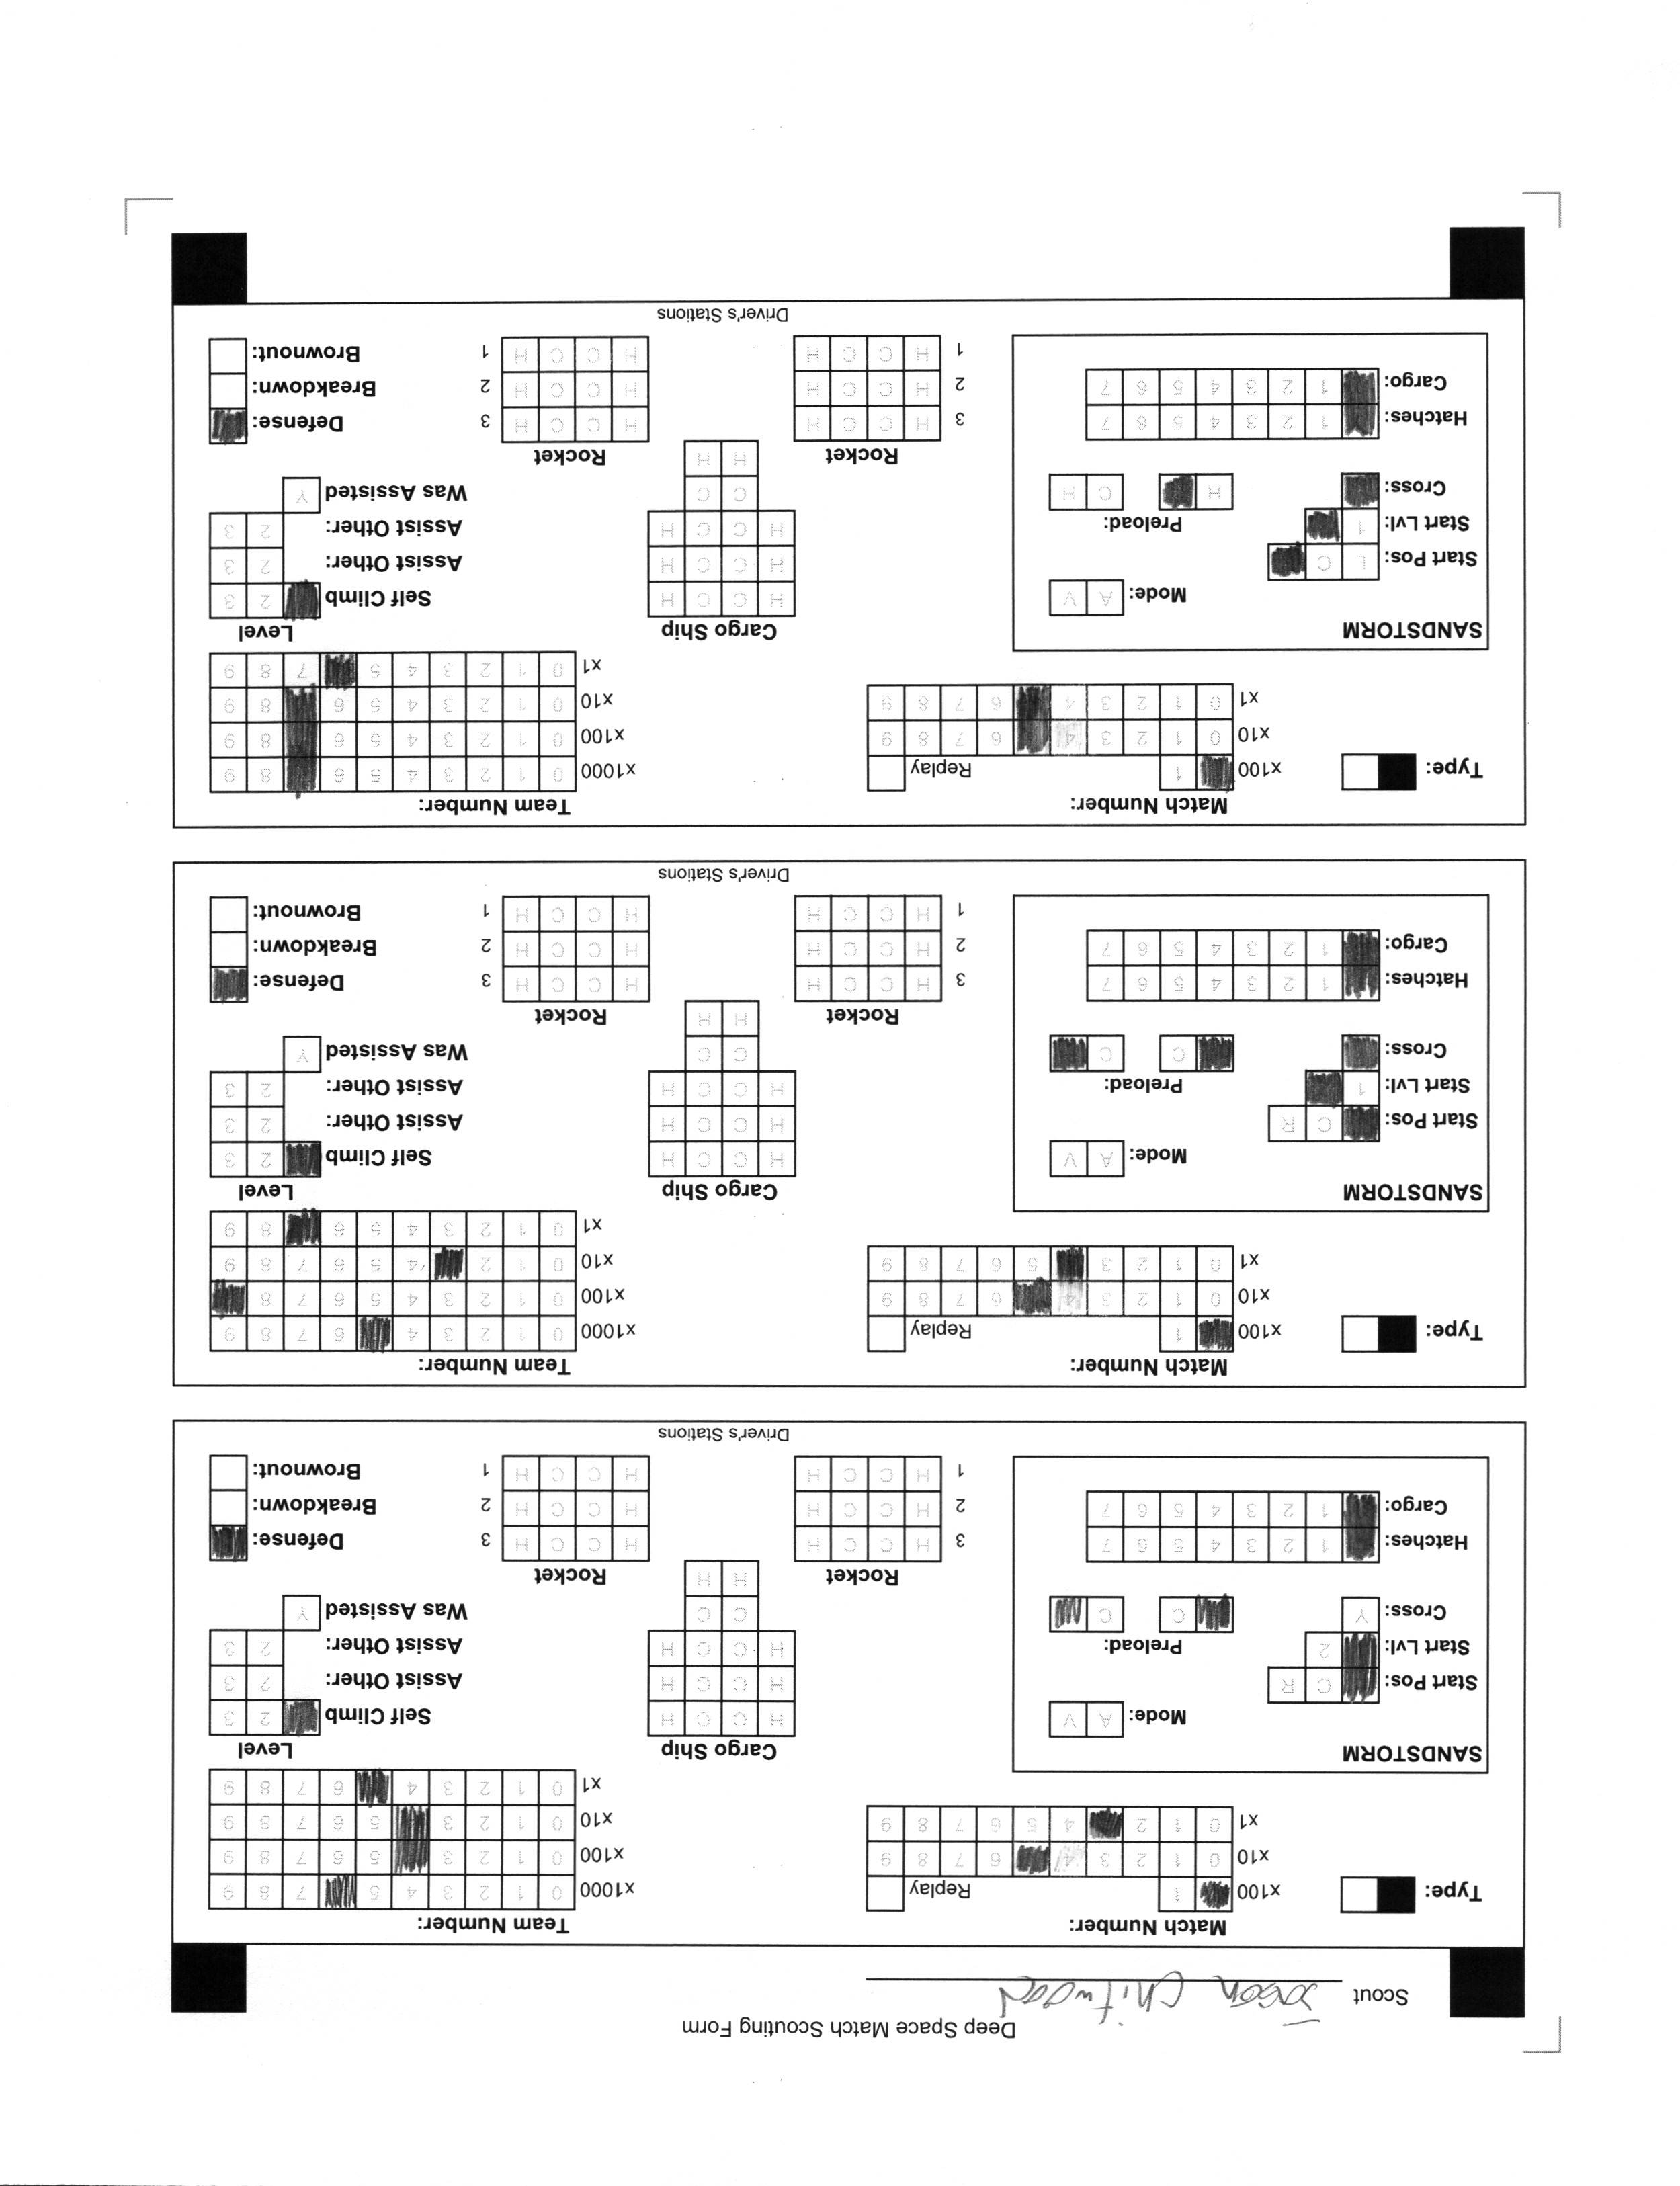 Deep Space Match Scouting Form
Scout Jason Chitwood
Match Number: Team Number:
Type: x100 1 Replay x1000 0 1 2 3 4 5 7 8 9
x10 0 1 2 3 4 6 7 8 9 x100 0 1 2 3 5 6 7 8 9
x1 0 1 2 4 5 6 7 8 9 x10 0 1 2 3 5 6 7 8 9
x1 0 1 2 3 4 6 7 8 9
SANDSTORM Cargo Ship Level
Mode: A V H C C H Self Climb 2 3
Start Pos: C R H C C H Assist Other: 2 3
Start Lvl: 2 Preload: H C C H Assist Other: 2 3
Cross: Y C C C C Was Assisted Y
H H
Rocket Rocket
Hatches: 1 2 3 4 5 6 7 3 H C C H H C C H 3 Defense:
Cargo: 1 2 3 4 5 6 7 2 H C C H H C C H 2 Breakdown:
1 H C C H H C C H 1 Brownout:
Driver's Stations
Match Number: Team Number:
Type: x100 1 Replay x1000 0 1 2 3 4 6 7 8 9
x10 0 1 2 3 4 6 7 8 9 x100 0 1 2 3 4 5 6 7 8
x1 0 1 2 3 5 6 7 8 9 x10 0 1 2 4 5 6 7 8 9
x1 0 1 2 3 4 5 6 8 9
SANDSTORM Cargo Ship Level
Mode: A V H C C H Self Climb 2 3
Start Pos: C R H C C H Assist Other: 2 3
Start Lvl: 1 Preload: H C C H Assist Other: 2 3
Cross: C C C C Was Assisted Y
H H
Rocket Rocket
Hatches: 1 2 3 4 5 6 7 3 H C C H H C C H 3 Defense:
Cargo: 1 2 3 4 5 6 7 2 H C C H H C C H 2 Breakdown:
1 H C C H H C C H 1 Brownout:
Driver's Stations
Match Number: Team Number:
Type: x100 1 Replay x1000 0 1 2 3 4 5 6 8 9
x10 0 1 2 3 4 6 7 8 9 x100 0 1 2 3 4 5 6 8 9
x1 0 1 2 3 4 6 7 8 9 x10 0 1 2 3 4 5 6 8 9
x1 0 1 2 3 4 5 7 8 9
SANDSTORM Cargo Ship Level
Mode: A V H C C H Self Climb 2 3
Start Pos: L C H C C H Assist Other: 2 3
Start Lvl: 1 Preload: H C C H Assist Other: 2 3
Cross: H C H C C Was Assisted Y
H H
Rocket Rocket
Hatches: 1 2 3 4 5 6 7 3 H C C H H C C H 3 Defense:
Cargo: 1 2 3 4 5 6 7 2 H C C H H C C H 2 Breakdown:
1 H C C H H C C H 1 Brownout:
Driver's Stations